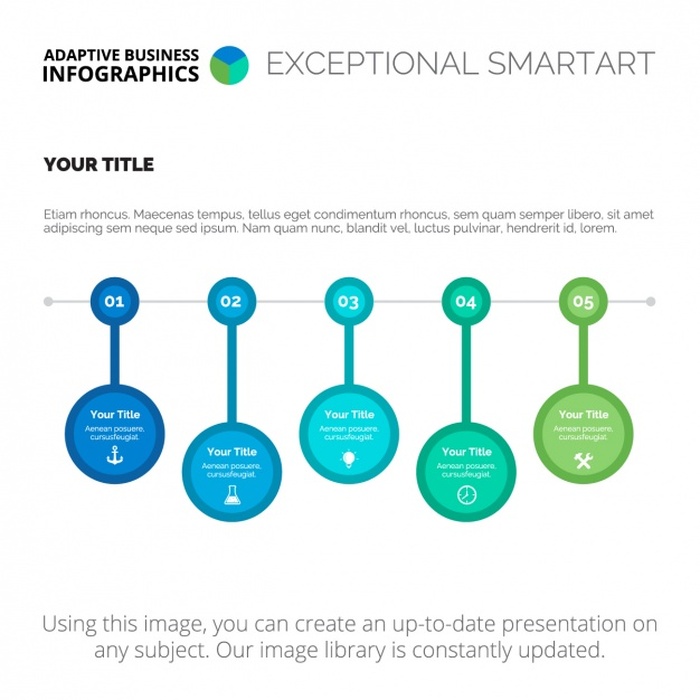 ADAPTIVE BUSINESS
INFOGRAPHICS
EXCEPTIONAL SMARTART
YOUR TITLE
Etiam rhoncus. Maecenas tempus, tellus eget condimentum rhoncus, sem quam semper libero, sit amet
adipiscing sem neque sed ipsum. Nam quam nunc, blandit vel, luctus pulvinar, hendrerit id, lorem.
01
02
03
04
05
Your Title
Aenean posuere,
cursusfeugiat.
Your Title
Aenean posuere,
cursusfeugiat.
Your Title
Aenean posuere,
cursusfeugiat.
Your Title
Aenean posuere,
cursusfeugiat.
Your Title
Aenean posuere,
cursusfeugiat.
Using this image, you can create an up-to-date presentation on
any subject. Our image library is constantly updated.